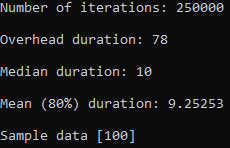 Number of iterations: 250000
Overhead duration: 78
Median duration: 10
Mean (80%) duration: 9.25253
Sample data [100]